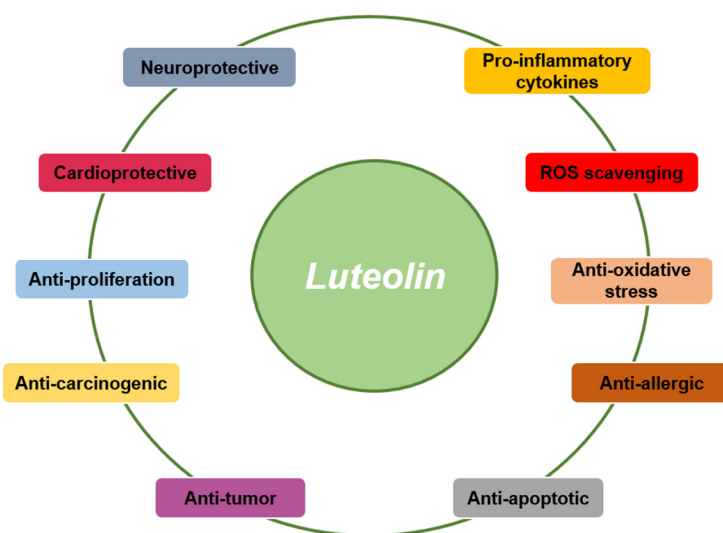 Neuroprotective
Pro-inflammatory
cytokines
Cardioprotective
ROS scavenging
Luteolin
Anti-proliferation
Anti-oxidative
stress
Anti-carcinogenic
Anti-allergic
Anti-tumor
Anti-apoptotic